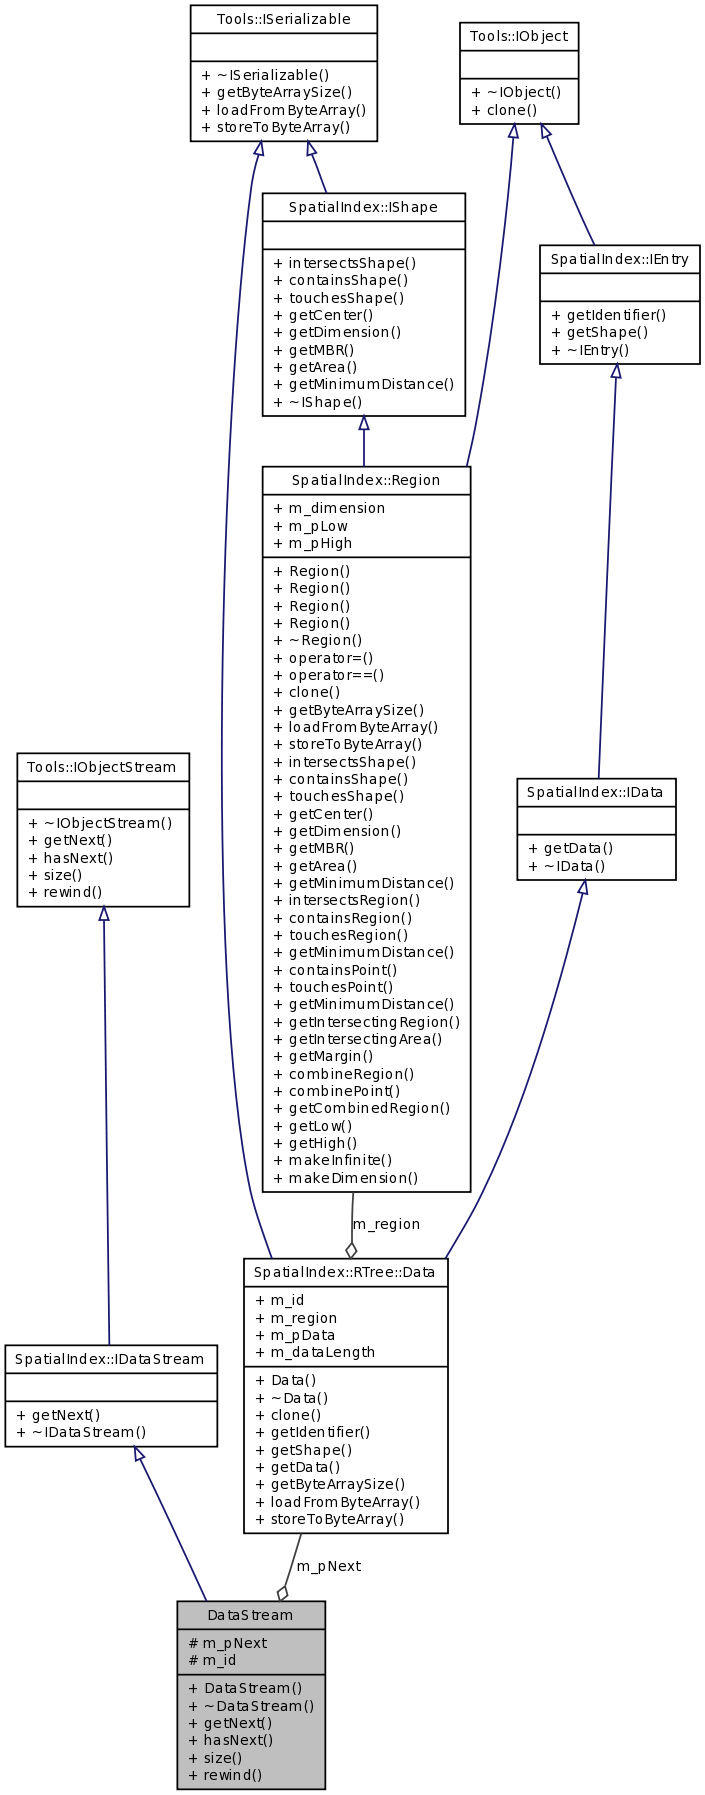 Tools::ISerializable
+ ~ISerializable()
+ getByteArraySize()
+ loadFromByteArray()
+ storeToByteArray()
Tools::IObject
+ ~IObject()
+ clone()
SpatialIndex::IShape
+ intersectsShape()
+ containsShape()
+ touchesShape()
+ getCenter()
+ getDimension()
+ getMBR()
+ getArea()
+ getMinimumDistance()
+ ~IShape()
SpatialIndex::IEntry
+ getIdentifier()
+ getShape()
+ ~IEntry()
SpatialIndex::Region
+ m_dimension
+ m_pLow
+ m_pHigh
+ Region()
+ Region()
+ Region()
+ Region()
+ ~Region()
+ operator=()
+ operator==()
+ clone()
+ getByteArraySize()
+ loadFromByteArray()
+ storeToByteArray()
+ intersectsShape()
+ containsShape()
+ touchesShape()
+ getCenter()
+ getDimension()
+ getMBR()
+ getArea()
+ getMinimumDistance()
+ intersectsRegion()
+ containsRegion()
+ touchesRegion()
+ getMinimumDistance()
+ containsPoint()
+ touchesPoint()
+ getMinimumDistance()
+ getIntersectingRegion()
+ getIntersectingArea()
+ getMargin()
+ combineRegion()
+ combinePoint()
+ getCombinedRegion()
+ getLow()
+ getHigh()
+ makeInfinite()
+ makeDimension()
Tools::IObjectStream
+ ~IObjectStream()
+ getNext()
+ hasNext()
+ size()
+ rewind()
SpatialIndex::IData
+ getData()
+ ~IData()
m_region
SpatialIndex::RTree::Data
+ m_id
+ m_region
+ m_pData
+ m_dataLength
+ Data()
+ ~Data()
+ clone()
+ getIdentifier()
+ getShape()
+ getData()
+ getByteArraySize()
+ loadFromByteArray()
+ storeToByteArray()
SpatialIndex::IDataStream
+ getNext()
+ ~IDataStream()
m_pNext
DataStream
# m_pNext
# m_id
+ DataStream()
+ ~DataStream()
+ getNext()
+ hasNext()
+ size()
+ rewind()